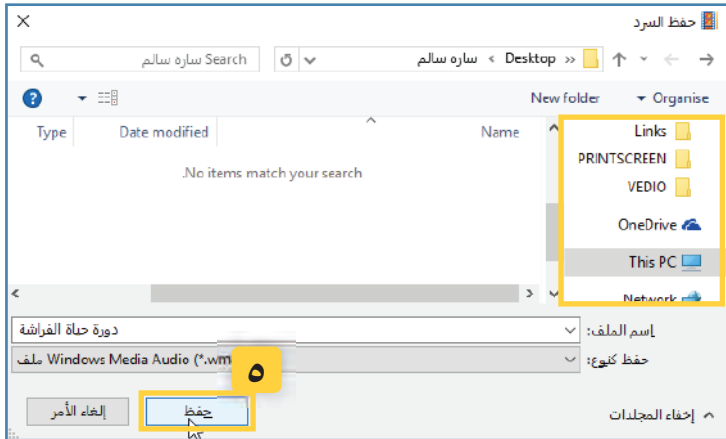 حفظ السرد
Desktop » ساره سالم
Search ساره سالم
Organise
New folder
Name
Date modified
Type
No items match your search.
Links
PRINTSCREEN
VEDIO
OneDrive
This PC
Network
إسم الملف: دورة حياة الفراشة
حفظ كنوع: ملف Windows Media Audio (*.wm
٥
إخفاء المجلدات
حفظ
إلغاء الأمر